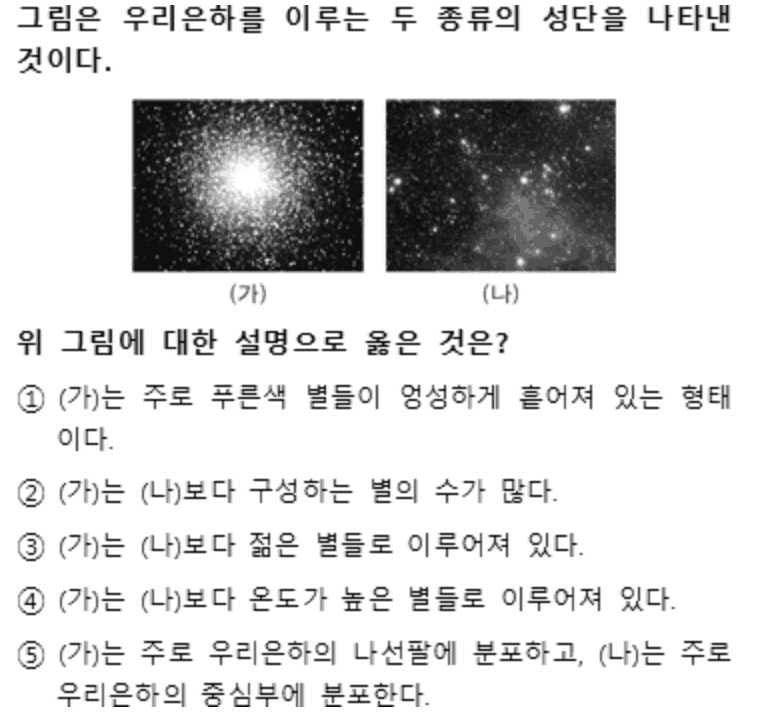 그림은 우리은하를 이루는 두 종류의 성단을 나타낸
것이다.
(가) (나)
위 그림에 대한 설명으로 옳은 것은?
① (가)는 주로 푸른색 별들이 엉성하게 흩어져 있는 형태
이다.
② (가)는 (나)보다 구성하는 별의 수가 많다.
③ (가)는 (나)보다 젊은 별들로 이루어져 있다.
④ (가)는 (나)보다 온도가 높은 별들로 이루어져 있다.
⑤ (가)는 주로 우리은하의 나선팔에 분포하고, (나)는 주로
우리은하의 중심부에 분포한다.